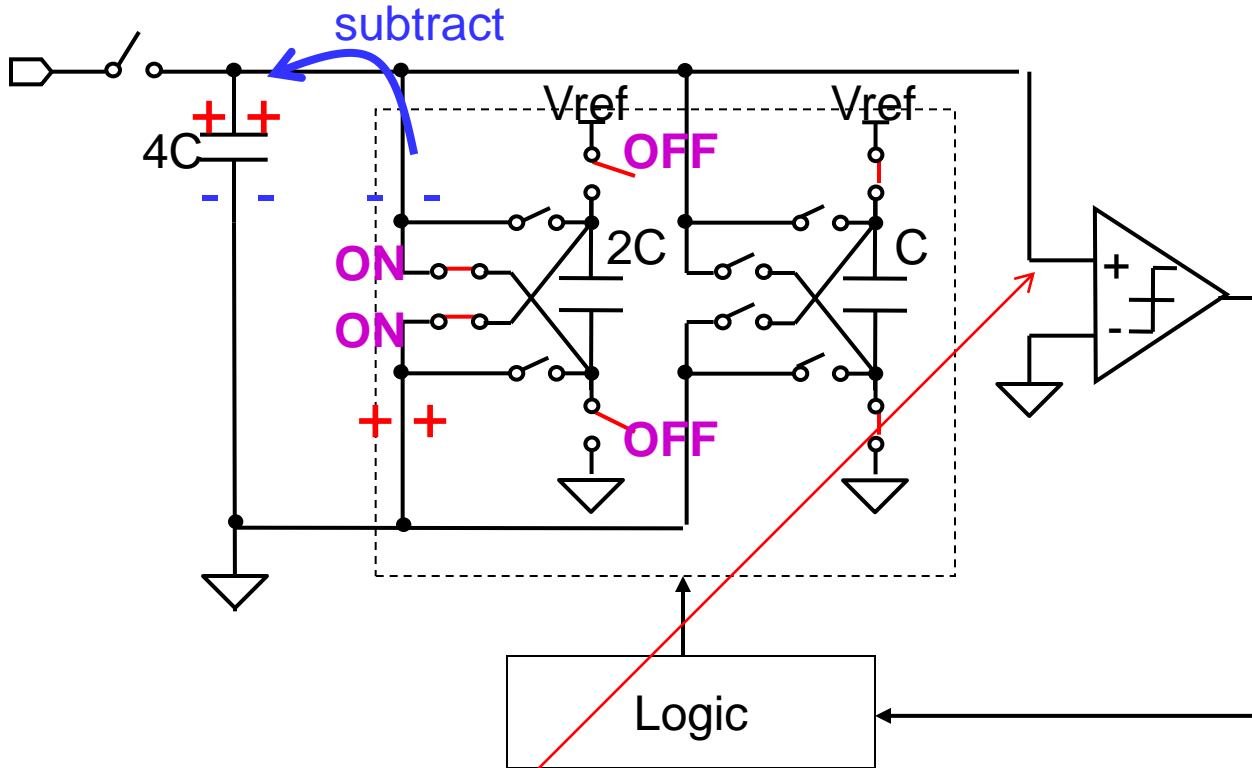 subtract
Vref
Vref
+ +
4C
OFF
- -
- -
ON
2C
C
+
ON
-
+ +
OFF
Logic